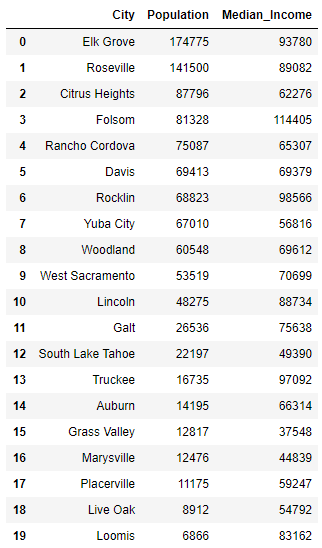 City Population Median_Income
0 Elk Grove 174775 93780
1 Roseville 141500 89082
2 Citrus Heights 87796 62276
3 Folsom 81328 114405
4 Rancho Cordova 75087 65307
5 Davis 69413 69379
6 Rocklin 68823 98566
7 Yuba City 67010 56816
8 Woodland 60548 69612
9 West Sacramento 53519 70699
10 Lincoln 48275 88734
11 Galt 26536 75638
12 South Lake Tahoe 22197 49390
13 Truckee 16735 97092
14 Auburn 14195 66314
15 Grass Valley 12817 37548
16 Marysville 12476 44839
17 Placerville 11175 59247
18 Live Oak 8912 54792
19 Loomis 6866 83162